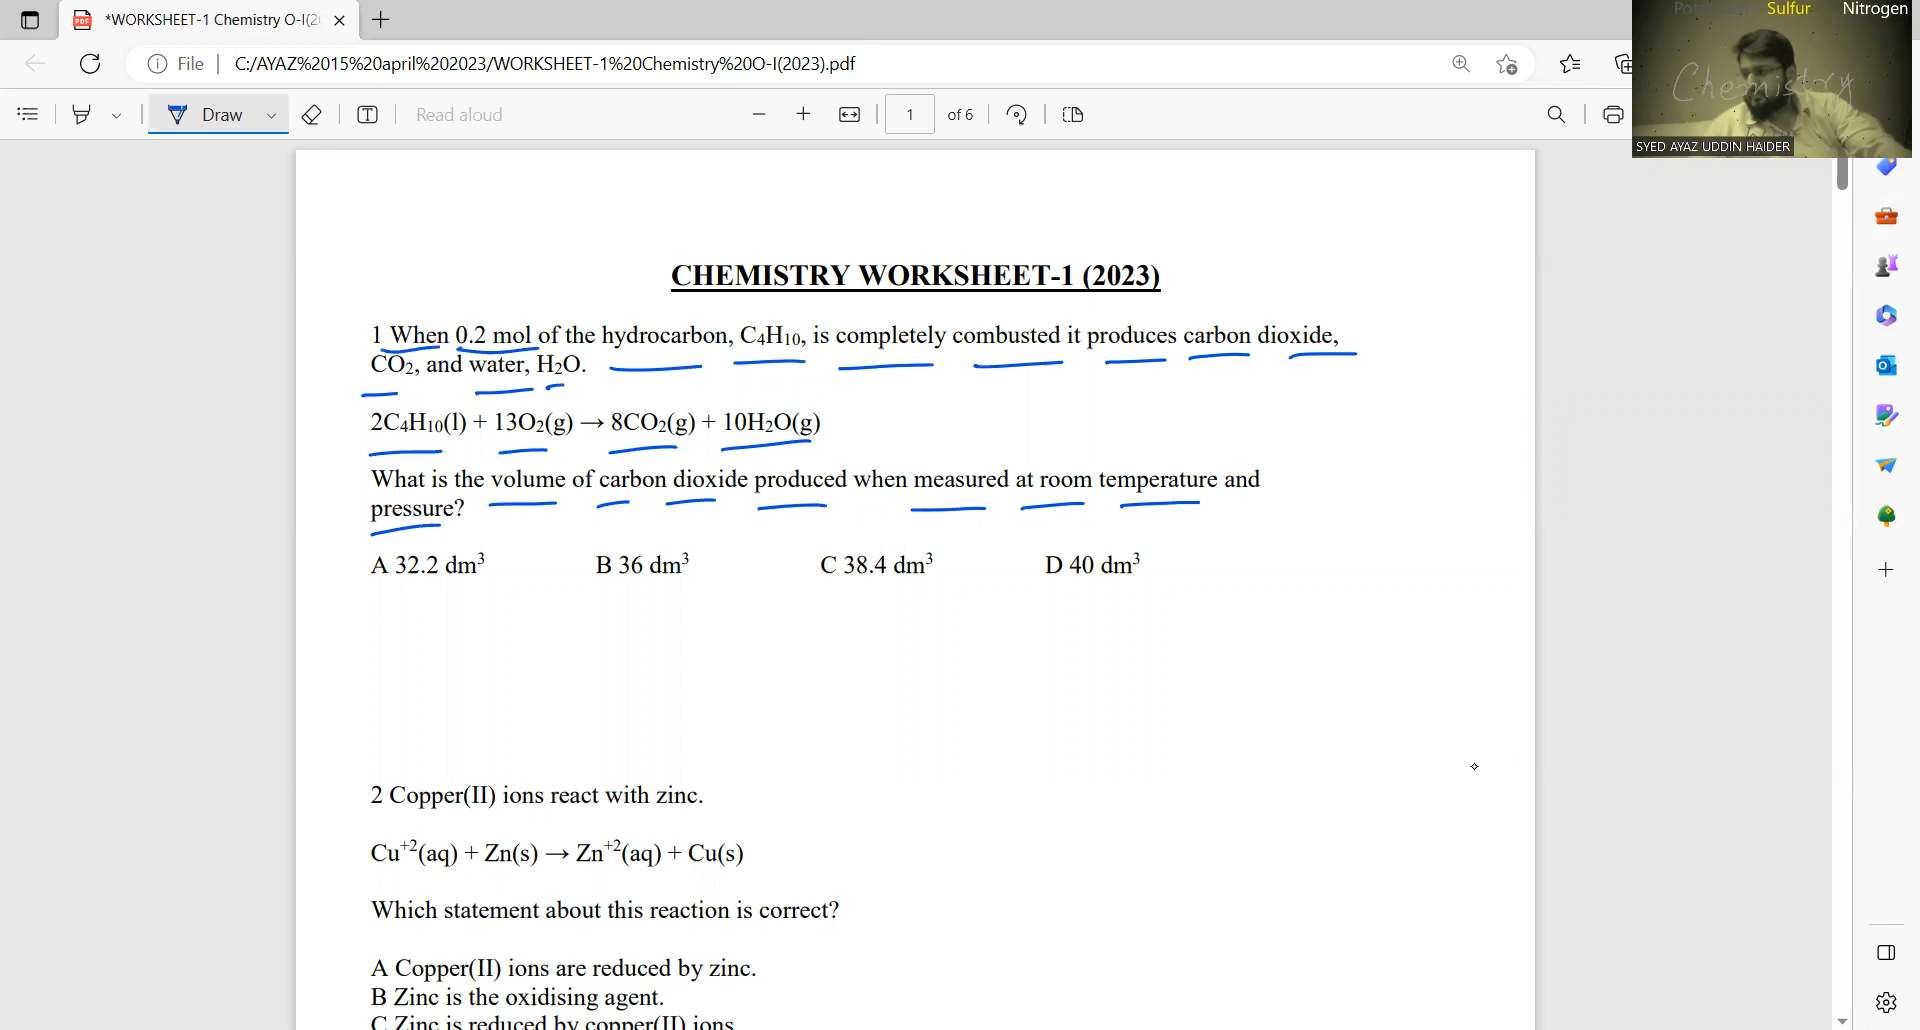 *WORKSHEET-1 Chemistry O-I(20
File
C:/AYAZ%2015%20april%202023/WORKSHEET-1%20Chemistry%20O-I(2023).pdf
Draw
Read aloud
1 of 6
Sulfur Nitrogen
Chemistry
SYED AYAZ UDDIN HAIDER
CHEMISTRY WORKSHEET-1 (2023)
1 When 0.2 mol of the hydrocarbon, C₄H₁₀, is completely combusted it produces carbon dioxide,
CO₂, and water, H₂O.
2C₄H₁₀(l) + 13O₂(g) → 8CO₂(g) + 10H₂O(g)
What is the volume of carbon dioxide produced when measured at room temperature and
pressure?
A 32.2 dm³ B 36 dm³ C 38.4 dm³ D 40 dm³
2 Copper(II) ions react with zinc.
Cu⁺²(aq) + Zn(s) → Zn⁺²(aq) + Cu(s)
Which statement about this reaction is correct?
A Copper(II) ions are reduced by zinc.
B Zinc is the oxidising agent.
C Zinc is reduced by copper(II) ions